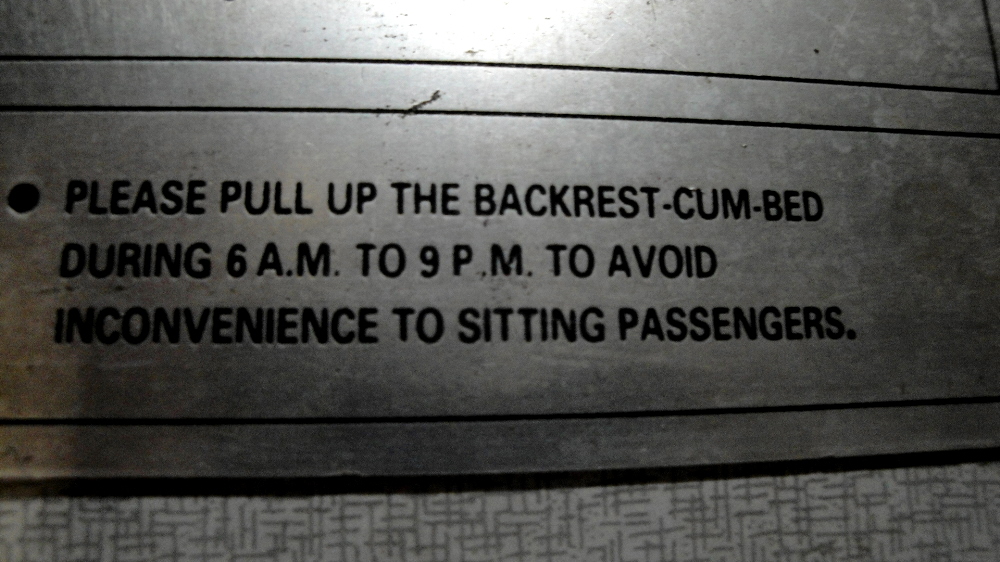 ● PLEASE PULL UP THE BACKREST-CUM-BED
DURING 6 A.M. TO 9 P.M. TO AVOID
INCONVENIENCE TO SITTING PASSENGERS.